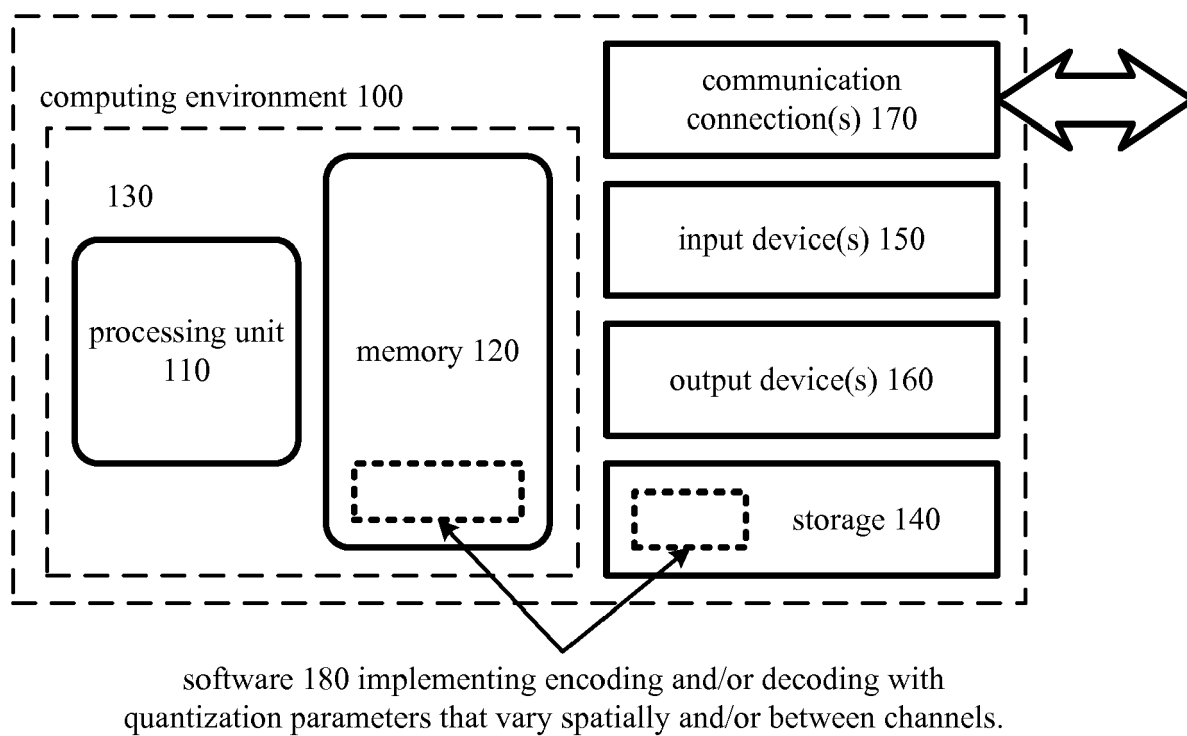 computing environment 100
130
processing unit
110
memory 120
communication
connection(s) 170
input device(s) 150
output device(s) 160
storage 140
software 180 implementing encoding and/or decoding with
quantization parameters that vary spatially and/or between channels.